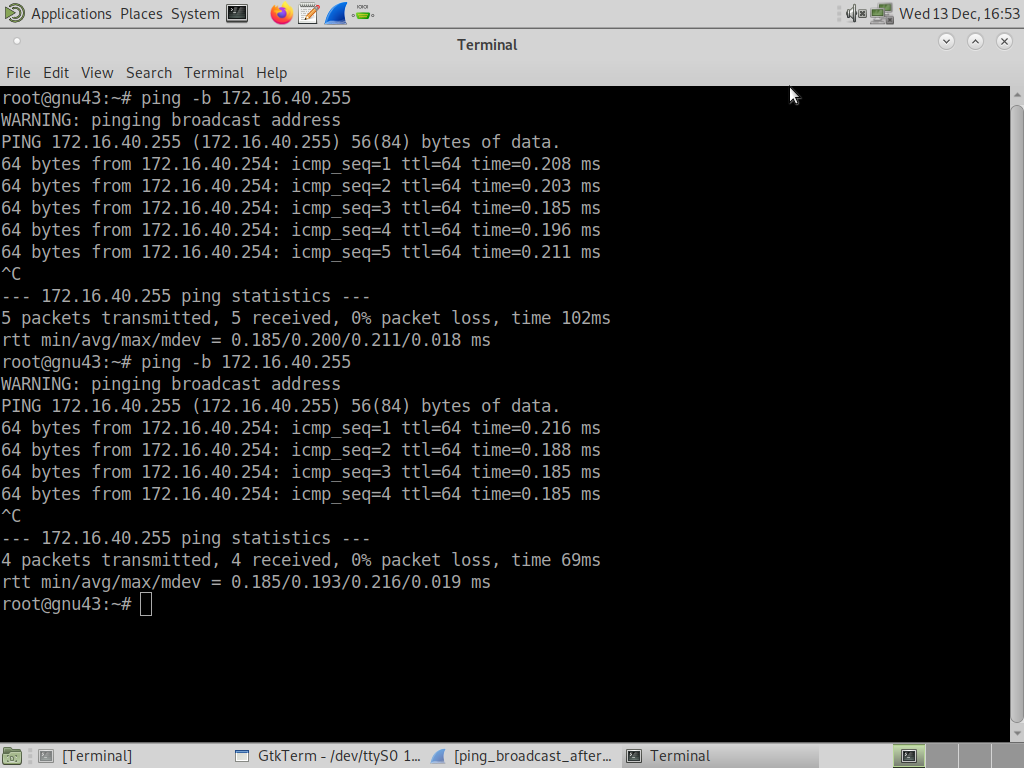 Applications Places System Wed 13 Dec, 16:53
Terminal
File Edit View Search Terminal Help
root@gnu43:~# ping -b 172.16.40.255
WARNING: pinging broadcast address
PING 172.16.40.255 (172.16.40.255) 56(84) bytes of data.
64 bytes from 172.16.40.254: icmp_seq=1 ttl=64 time=0.208 ms
64 bytes from 172.16.40.254: icmp_seq=2 ttl=64 time=0.203 ms
64 bytes from 172.16.40.254: icmp_seq=3 ttl=64 time=0.185 ms
64 bytes from 172.16.40.254: icmp_seq=4 ttl=64 time=0.196 ms
64 bytes from 172.16.40.254: icmp_seq=5 ttl=64 time=0.211 ms
^C
--- 172.16.40.255 ping statistics ---
5 packets transmitted, 5 received, 0% packet loss, time 102ms
rtt min/avg/max/mdev = 0.185/0.200/0.211/0.018 ms
root@gnu43:~# ping -b 172.16.40.255
WARNING: pinging broadcast address
PING 172.16.40.255 (172.16.40.255) 56(84) bytes of data.
64 bytes from 172.16.40.254: icmp_seq=1 ttl=64 time=0.216 ms
64 bytes from 172.16.40.254: icmp_seq=2 ttl=64 time=0.188 ms
64 bytes from 172.16.40.254: icmp_seq=3 ttl=64 time=0.185 ms
64 bytes from 172.16.40.254: icmp_seq=4 ttl=64 time=0.185 ms
^C
--- 172.16.40.255 ping statistics ---
4 packets transmitted, 4 received, 0% packet loss, time 69ms
rtt min/avg/max/mdev = 0.185/0.193/0.216/0.019 ms
root@gnu43:~#
[Terminal] GtkTerm - /dev/ttyS0 1... [ping_broadcast_after... Terminal